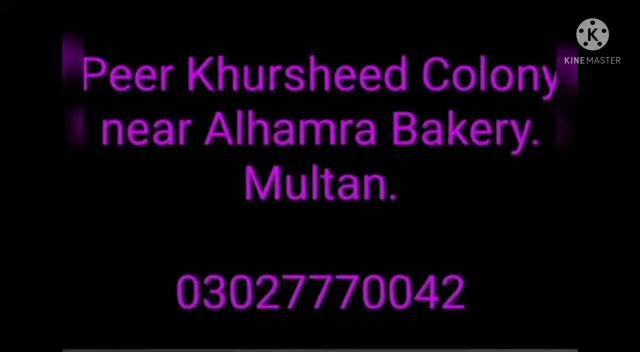 KINEMASTER
Peer Khursheed Colony
near Alhamra Bakery.
Multan.
03027770042